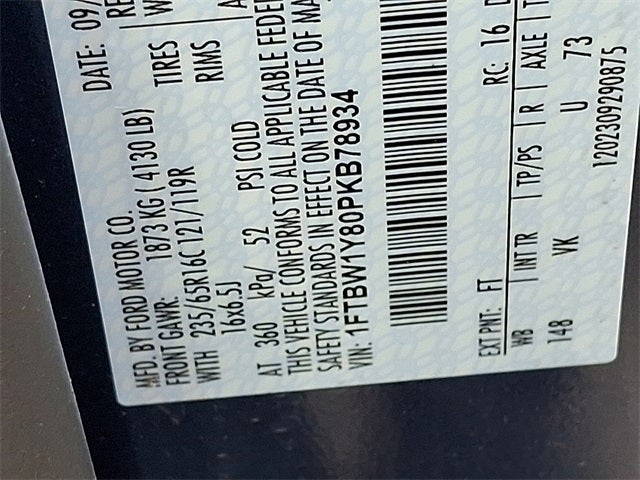 MFD. BY FORD MOTOR CO.
DATE: 09/
FRONT GAWR: 1873 KG ( 4130 LB)
WITH 235/65R16C 121/119R TIRES
16x6.5J RIMS
AT 360 kPa/ 52 PSI COLD
THIS VEHICLE CONFORMS TO ALL APPLICABLE FEDE
SAFETY STANDARDS IN EFFECT ON THE DATE OF MA
VIN: 1FTBW1Y80PKB78934
EXT PNT: FT RC: 16
WB INT TR TP/PS R AXLE
148 VK U 73
1202309290875